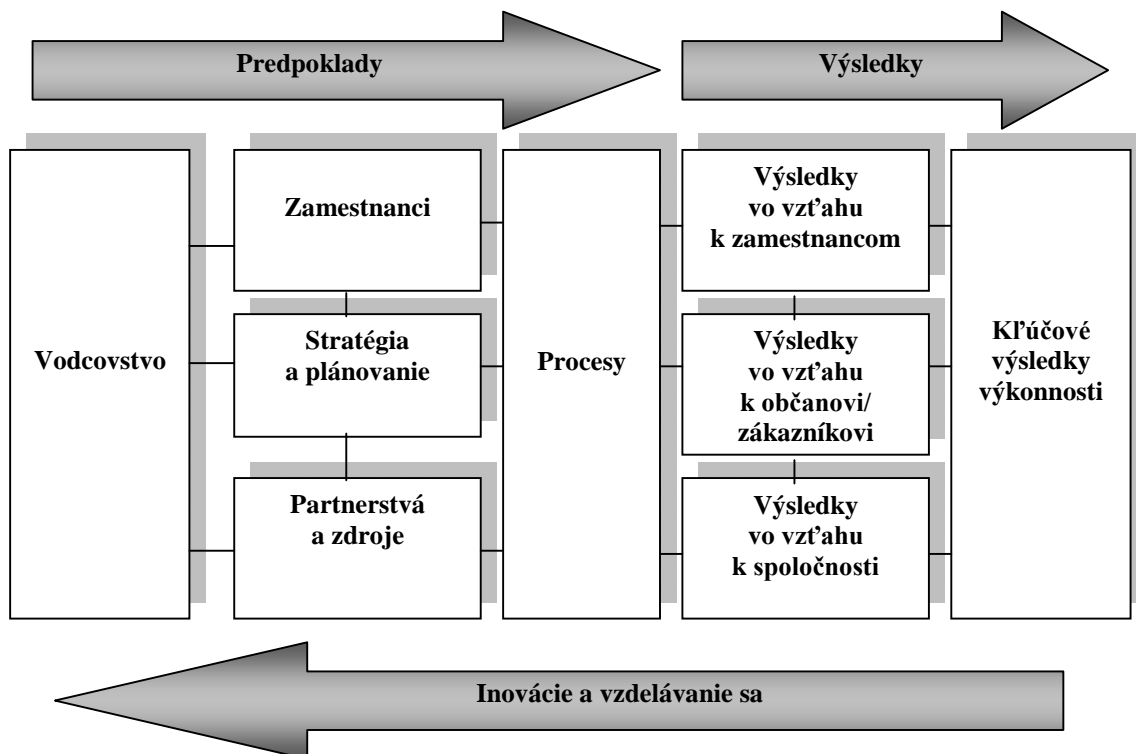 Predpoklady
Výsledky
Vodcovstvo
Zamestnanci
Stratégia
a plánovanie
Partnerstvá
a zdroje
Procesy
Výsledky
vo vzťahu
k zamestnancom
Výsledky
vo vzťahu
k občanovi/
zákazníkovi
Výsledky
vo vzťahu
k spoločnosti
Kľúčové
výsledky
výkonnosti
Inovácie a vzdelávanie sa